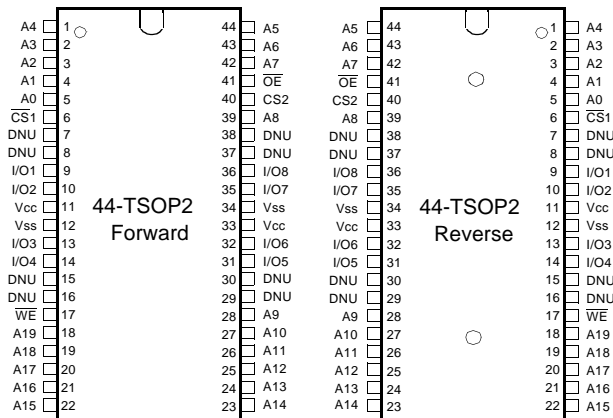 A4 1 44 A5 A5 44 1 A4
A3 2 43 A6 A6 43 2 A3
A2 3 42 A7 A7 42 3 A2
A1 4 41 OE OE 41 4 A1
A0 5 40 CS2 CS2 40 5 A0
CS1 6 39 A8 A8 39 6 CS1
DNU 7 38 DNU DNU 38 7 DNU
DNU 8 37 DNU DNU 37 8 DNU
I/O1 9 36 I/O8 I/O8 36 9 I/O1
I/O2 10 35 I/O7 I/O7 35 10 I/O2
Vcc 11 44-TSOP2 34 Vss Vss 34 44-TSOP2 11 Vcc
Vss 12 Forward 33 Vcc Vcc 33 Reverse 12 Vss
I/O3 13 32 I/O6 I/O6 32 13 I/O3
I/O4 14 31 I/O5 I/O5 31 14 I/O4
DNU 15 30 DNU DNU 30 15 DNU
DNU 16 29 DNU DNU 29 16 DNU
WE 17 28 A9 A9 28 17 WE
A19 18 27 A10 A10 27 18 A19
A18 19 26 A11 A11 26 19 A18
A17 20 25 A12 A12 25 20 A17
A16 21 24 A13 A13 24 21 A16
A15 22 23 A14 A14 23 22 A15